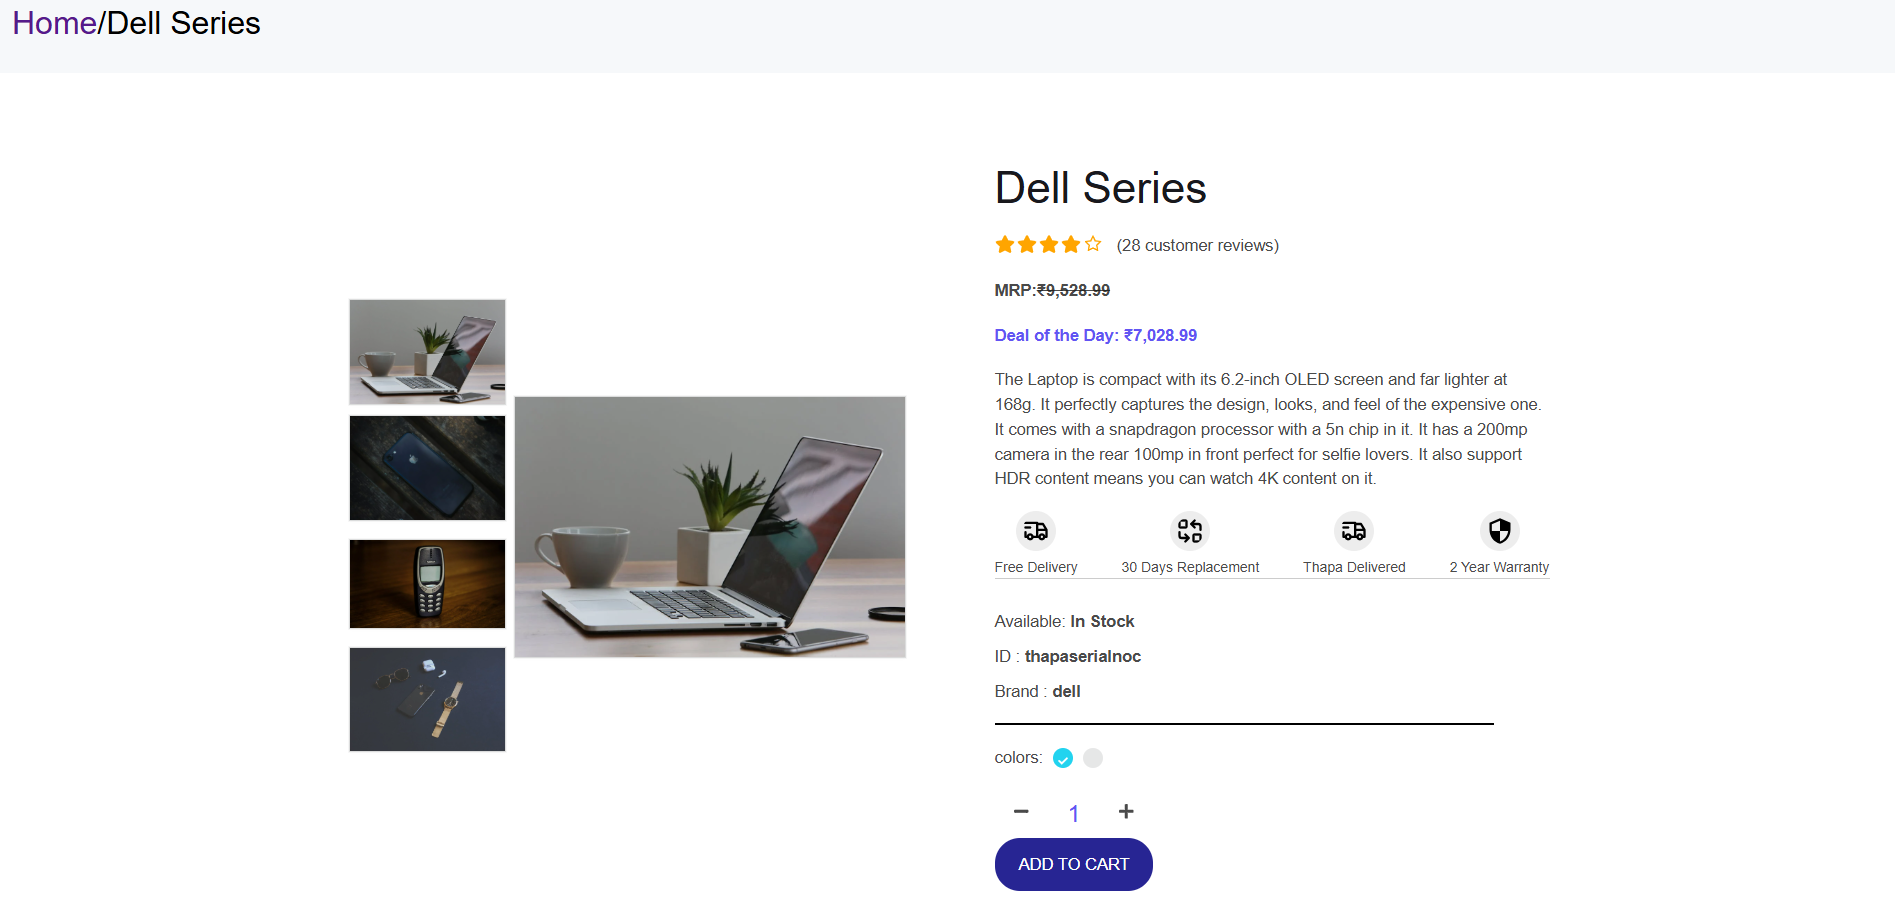 Home/Dell Series
Dell Series
(28 customer reviews)
MRP:₹9,528.99
Deal of the Day: ₹7,028.99
The Laptop is compact with its 6.2-inch OLED screen and far lighter at
168g. It perfectly captures the design, looks, and feel of the expensive one.
It comes with a snapdragon processor with a 5n chip in it. It has a 200mp
camera in the rear 100mp in front perfect for selfie lovers. It also support
HDR content means you can watch 4K content on it.
Free Delivery
30 Days Replacement
Thapa Delivered
2 Year Warranty
Available: In Stock
ID : thapaserialnoc
Brand : dell
colors:
1
ADD TO CART